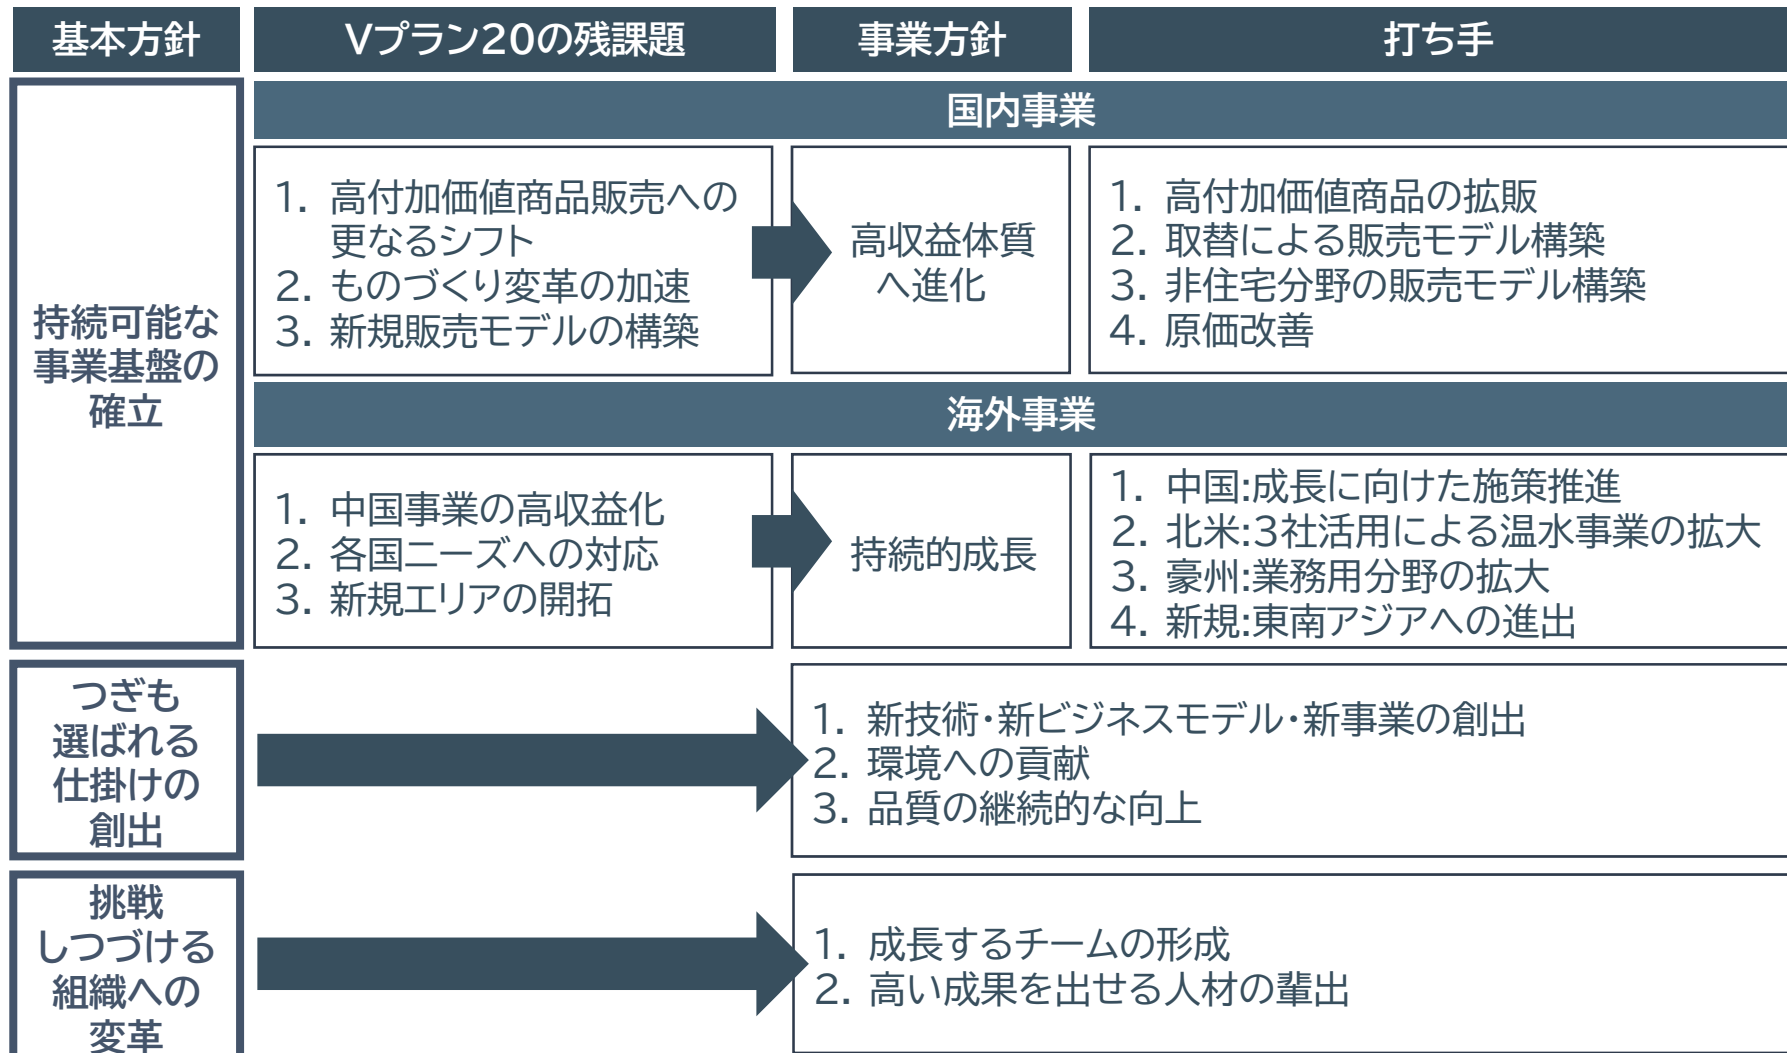 基本方針
Vプラン20の残課題
事業方針
打ち手
持続可能な
事業基盤の
確立
国内事業
1. 高付加価値商品販売への
更なるシフト
2. ものづくり変革の加速
3. 新規販売モデルの構築
高収益体質
へ進化
1. 高付加価値商品の拡販
2. 取替による販売モデル構築
3. 非住宅分野の販売モデル構築
4. 原価改善
海外事業
1. 中国事業の高収益化
2. 各国ニーズへの対応
3. 新規エリアの開拓
持続的成長
1. 中国:成長に向けた施策推進
2. 北米:3社活用による温水事業の拡大
3. 豪州:業務用分野の拡大
4. 新規:東南アジアへの進出
つぎも
選ばれる
仕掛けの
創出
1. 新技術・新ビジネスモデル・新事業の創出
2. 環境への貢献
3. 品質の継続的な向上
挑戦
しつづける
組織への
変革
1. 成長するチームの形成
2. 高い成果を出せる人材の輩出